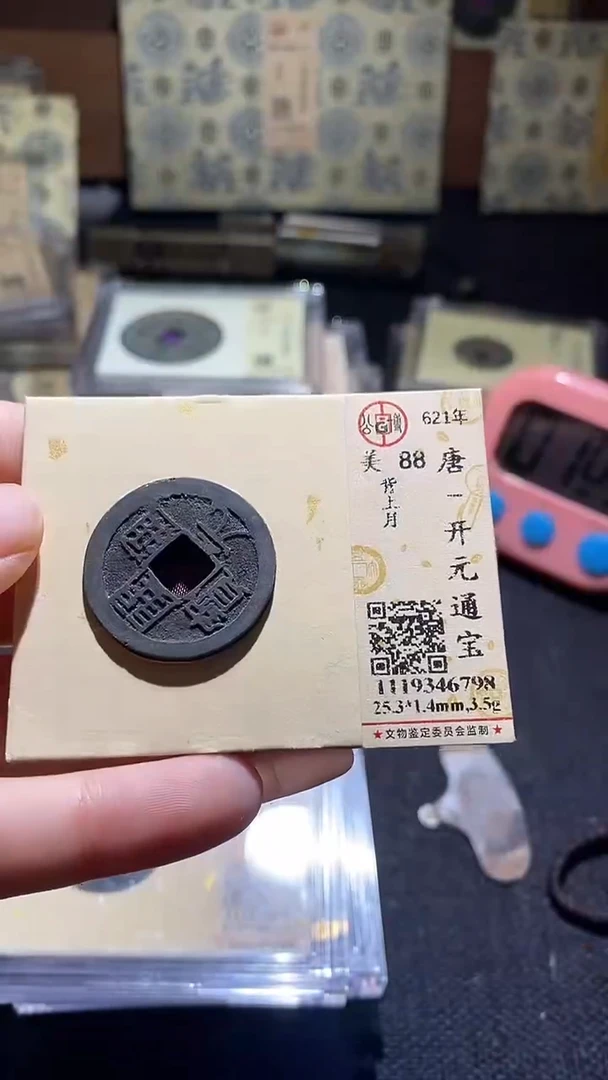 621年
美 88
背上月
唐-开元通宝
1119346798
25.3*1.4mm,3.5g
★文物鉴定委员会监制★